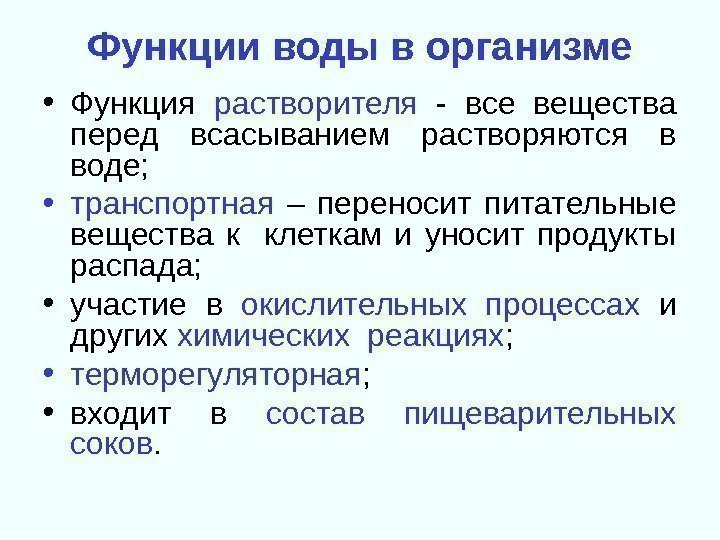 Функции воды в организме
• Функция растворителя - все вещества
перед всасыванием растворяются в
воде;
• транспортная – переносит питательные
вещества к клеткам и уносит продукты
распада;
• участие в окислительных процессах и
других химических реакциях;
• терморегуляторная;
• входит в состав пищеварительных
соков.